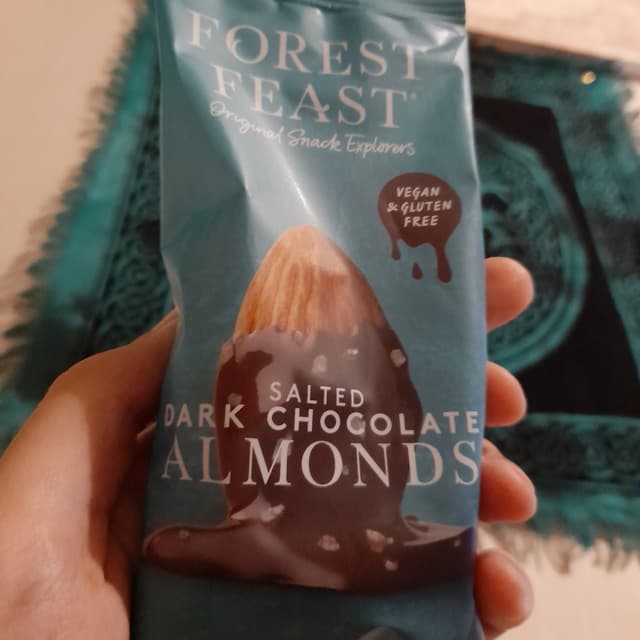 FOREST
FEAST
Original Snack Explorers
VEGAN
& GLUTEN
FREE
SALTED
DARK CHOCOLATE
ALMONDS